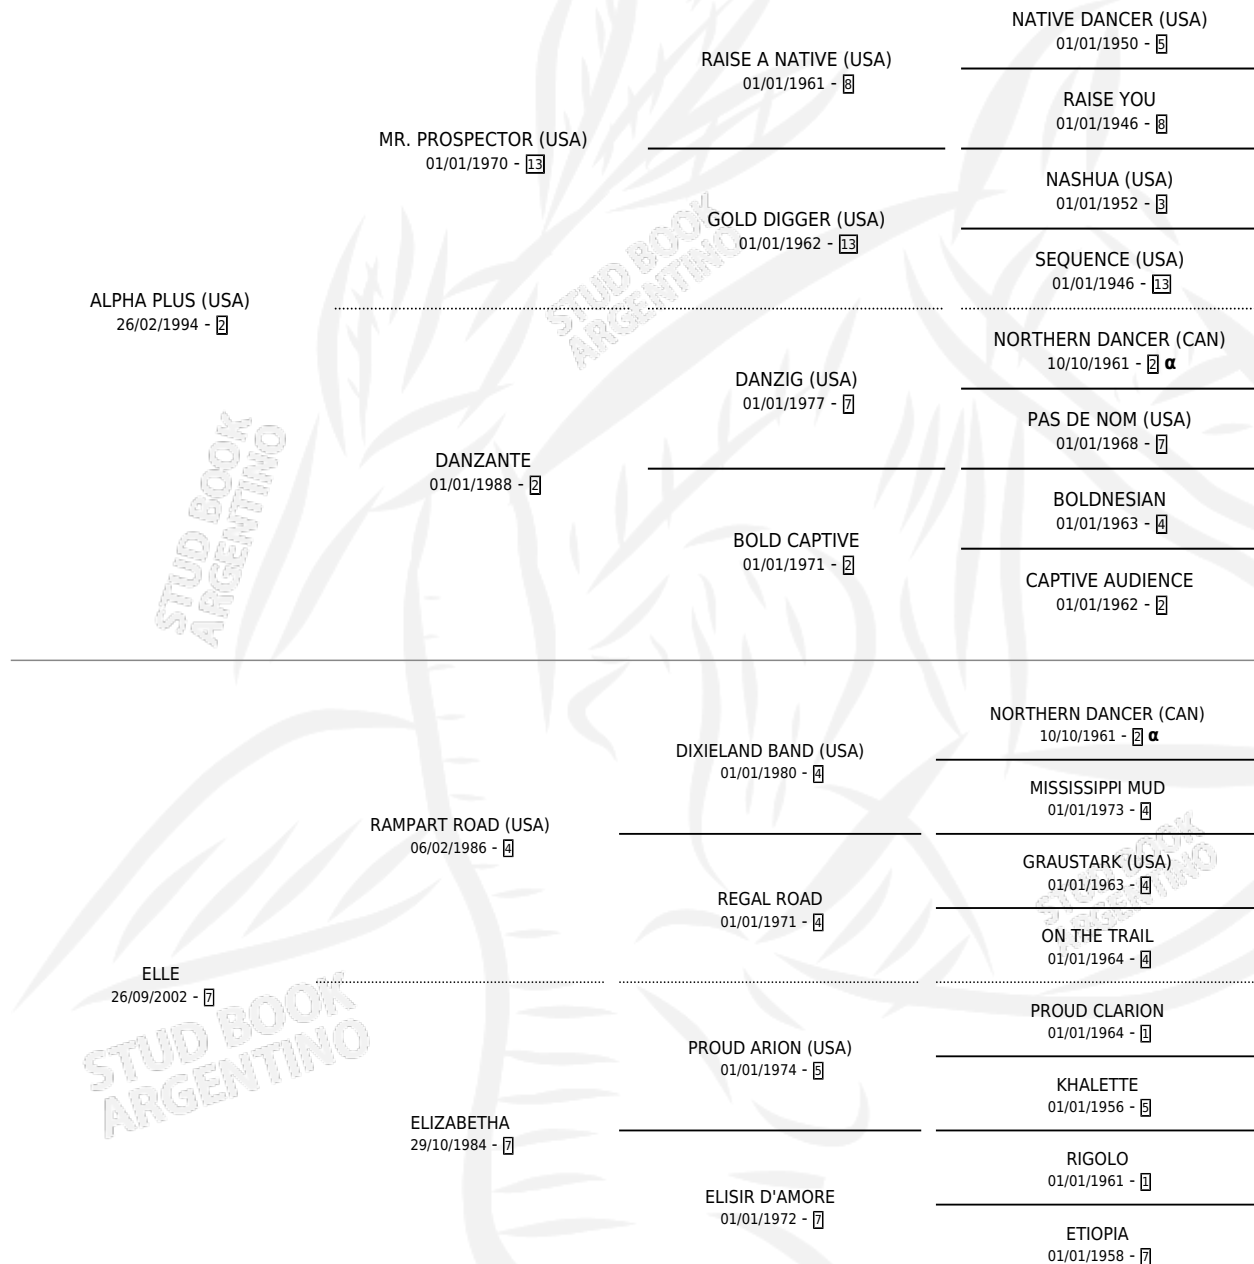 NATIVE DANCER (USA)
01/01/1950 - 5
RAISE A NATIVE (USA)
01/01/1961 - 8
RAISE YOU
01/01/1946 - 8
MR. PROSPECTOR (USA)
01/01/1970 - 13
NASHUA (USA)
01/01/1952 - 3
GOLD DIGGER (USA)
01/01/1962 - 13
SEQUENCE (USA)
01/01/1946 - 13
ALPHA PLUS (USA)
26/02/1994 - 2
NORTHERN DANCER (CAN)
10/10/1961 - 2 α
DANZIG (USA)
01/01/1977 - 7
PAS DE NOM (USA)
01/01/1968 - 7
DANZANTE
01/01/1988 - 2
BOLDNESIAN
01/01/1963 - 4
BOLD CAPTIVE
01/01/1971 - 2
CAPTIVE AUDIENCE
01/01/1962 - 2
NORTHERN DANCER (CAN)
10/10/1961 - 2 α
DIXIELAND BAND (USA)
01/01/1980 - 4
MISSISSIPPI MUD
01/01/1973 - 4
RAMPART ROAD (USA)
06/02/1986 - 4
GRAUSTARK (USA)
01/01/1963 - 4
REGAL ROAD
01/01/1971 - 4
ON THE TRAIL
01/01/1964 - 4
ELLE
26/09/2002 - 7
PROUD CLARION
01/01/1964 - 1
PROUD ARION (USA)
01/01/1974 - 5
KHALETTE
01/01/1956 - 5
ELIZABETHA
29/10/1984 - 7
RIGOLO
01/01/1961 - 1
ELISIR D'AMORE
01/01/1972 - 7
ETIOPIA
01/01/1958 - 7
STUD BOOK
ARGENTINO
STUD BOOK
ARGENTINO
STUD BOOK
ARGENTINO
STUD BOOK
ARGENTINO